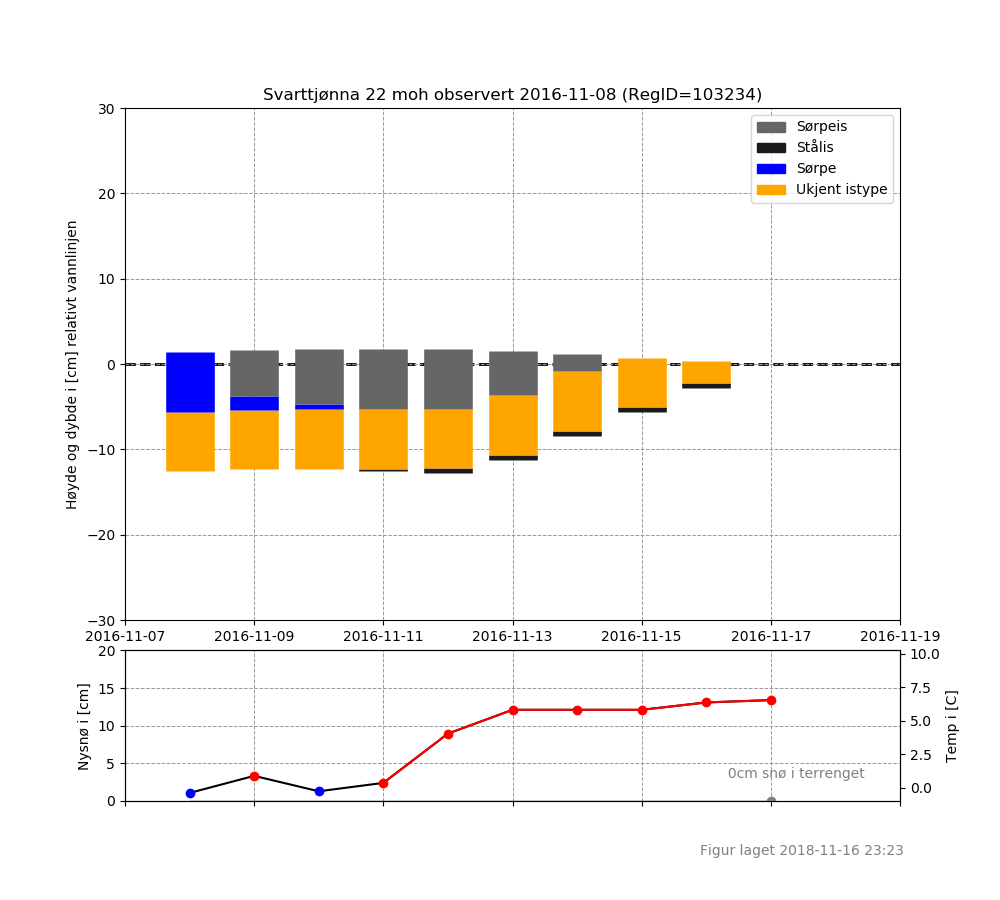 Svarttjønna 22 moh observert 2016-11-08 (RegID=103234)
Høyde og dybde i [cm] relativt vannlinjen
30
20
10
0
−10
−20
−30
Sørpeis
Stålis
Sørpe
Ukjent istype
2016-11-07
2016-11-09
2016-11-11
2016-11-13
2016-11-15
2016-11-17
2016-11-19
Nysnø i [cm]
20
15
10
5
0
10.0
7.5
5.0
2.5
0.0
Temp i [C]
0cm snø i terrenget
Figur laget 2018-11-16 23:23